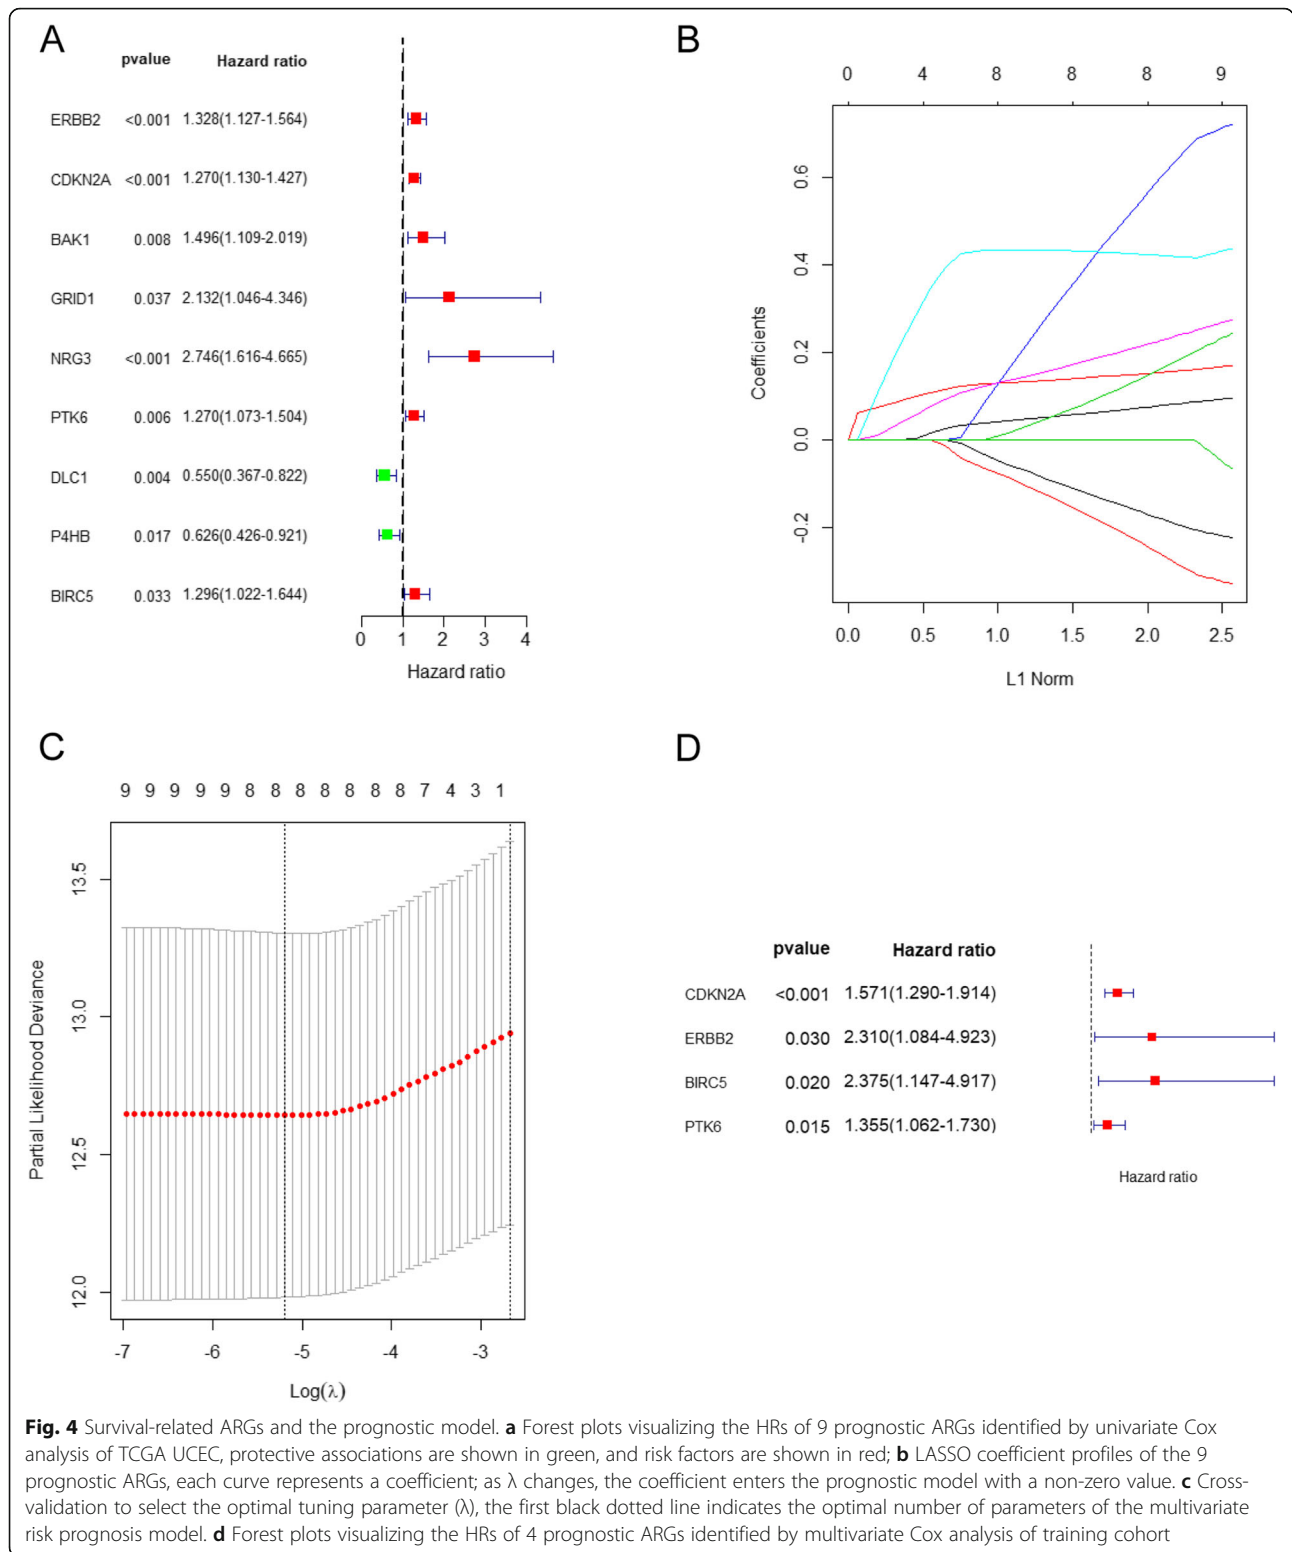 A
pvalue Hazard ratio
ERBB2 <0.001 1.328(1.127-1.564)
CDKN2A <0.001 1.270(1.130-1.427)
BAK1 0.008 1.496(1.109-2.019)
GRID1 0.037 2.132(1.046-4.346)
NRG3 <0.001 2.746(1.616-4.665)
PTK6 0.006 1.270(1.073-1.504)
DLC1 0.004 0.550(0.367-0.822)
P4HB 0.017 0.626(0.426-0.921)
BIRC5 0.033 1.296(1.022-1.644)
0 1 2 3 4
Hazard ratio
B
0 4 8 8 8 9
Coefficients
0.6
0.4
0.2
0.0
-0.2
0.0 0.5 1.0 1.5 2.0 2.5
L1 Norm
C
9 9 9 9 9 8 8 8 8 8 8 8 7 4 3 1
Partial Likelihood Deviance
13.5
13.0
12.5
12.0
-7 -6 -5 -4 -3
Log(λ)
D
pvalue Hazard ratio
CDKN2A <0.001 1.571(1.290-1.914)
ERBB2 0.030 2.310(1.084-4.923)
BIRC5 0.020 2.375(1.147-4.917)
PTK6 0.015 1.355(1.062-1.730)
Hazard ratio
Fig. 4 Survival-related ARGs and the prognostic model. a Forest plots visualizing the HRs of 9 prognostic ARGs identified by univariate Cox
analysis of TCGA UCEC, protective associations are shown in green, and risk factors are shown in red; b LASSO coefficient profiles of the 9
prognostic ARGs, each curve represents a coefficient; as λ changes, the coefficient enters the prognostic model with a non-zero value. c Cross-
validation to select the optimal tuning parameter (λ), the first black dotted line indicates the optimal number of parameters of the multivariate
risk prognosis model. d Forest plots visualizing the HRs of 4 prognostic ARGs identified by multivariate Cox analysis of training cohort